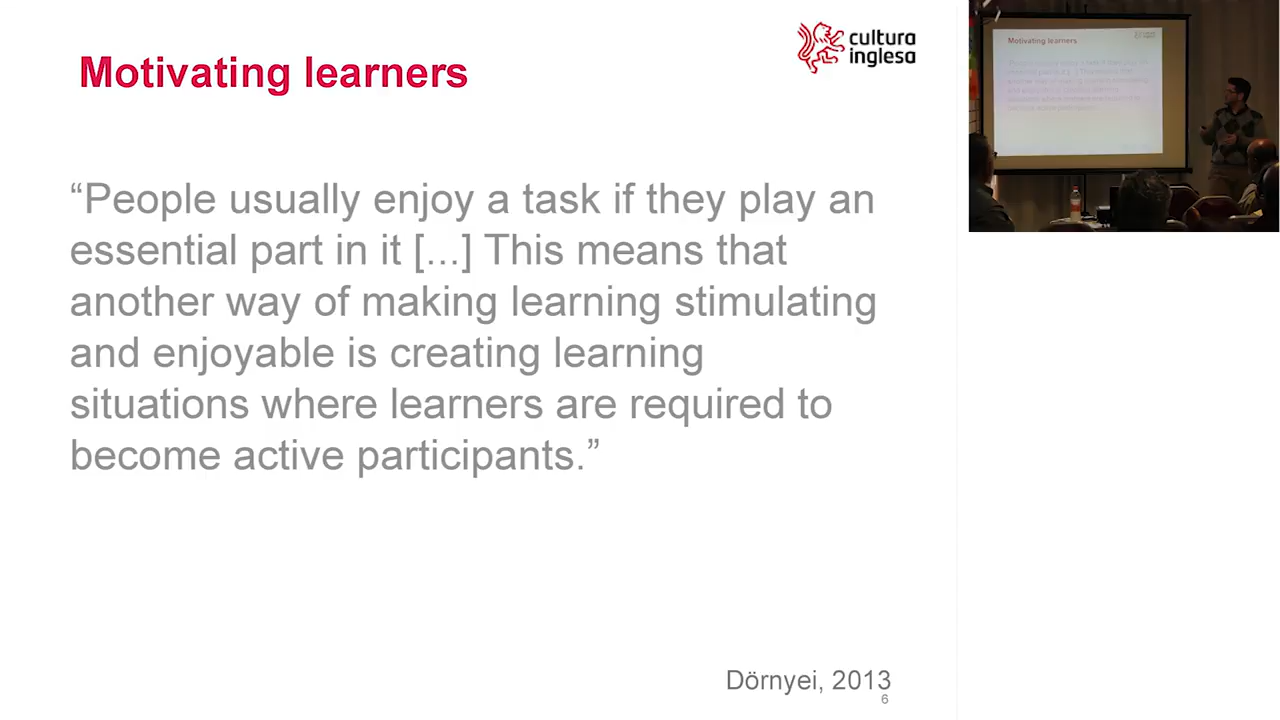 Motivating learners
cultura
inglesa
“People usually enjoy a task if they play an
essential part in it [...] This means that
another way of making learning stimulating
and enjoyable is creating learning
situations where learners are required to
become active participants.”
Dörnyei, 2013
6
Motivating learners